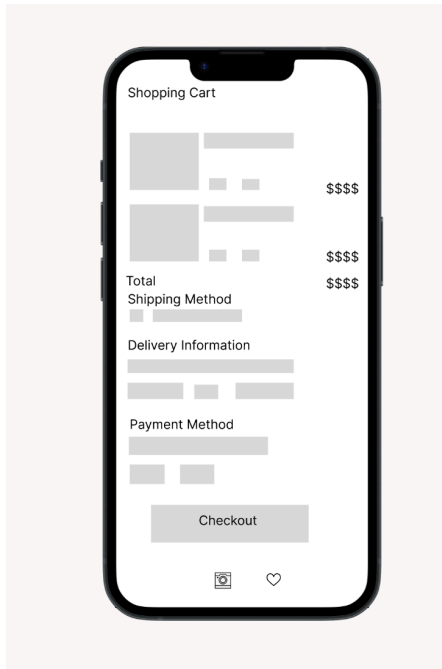 Shopping Cart
$$$$
$$$$
Total $$$$
Shipping Method
Delivery Information
Payment Method
Checkout